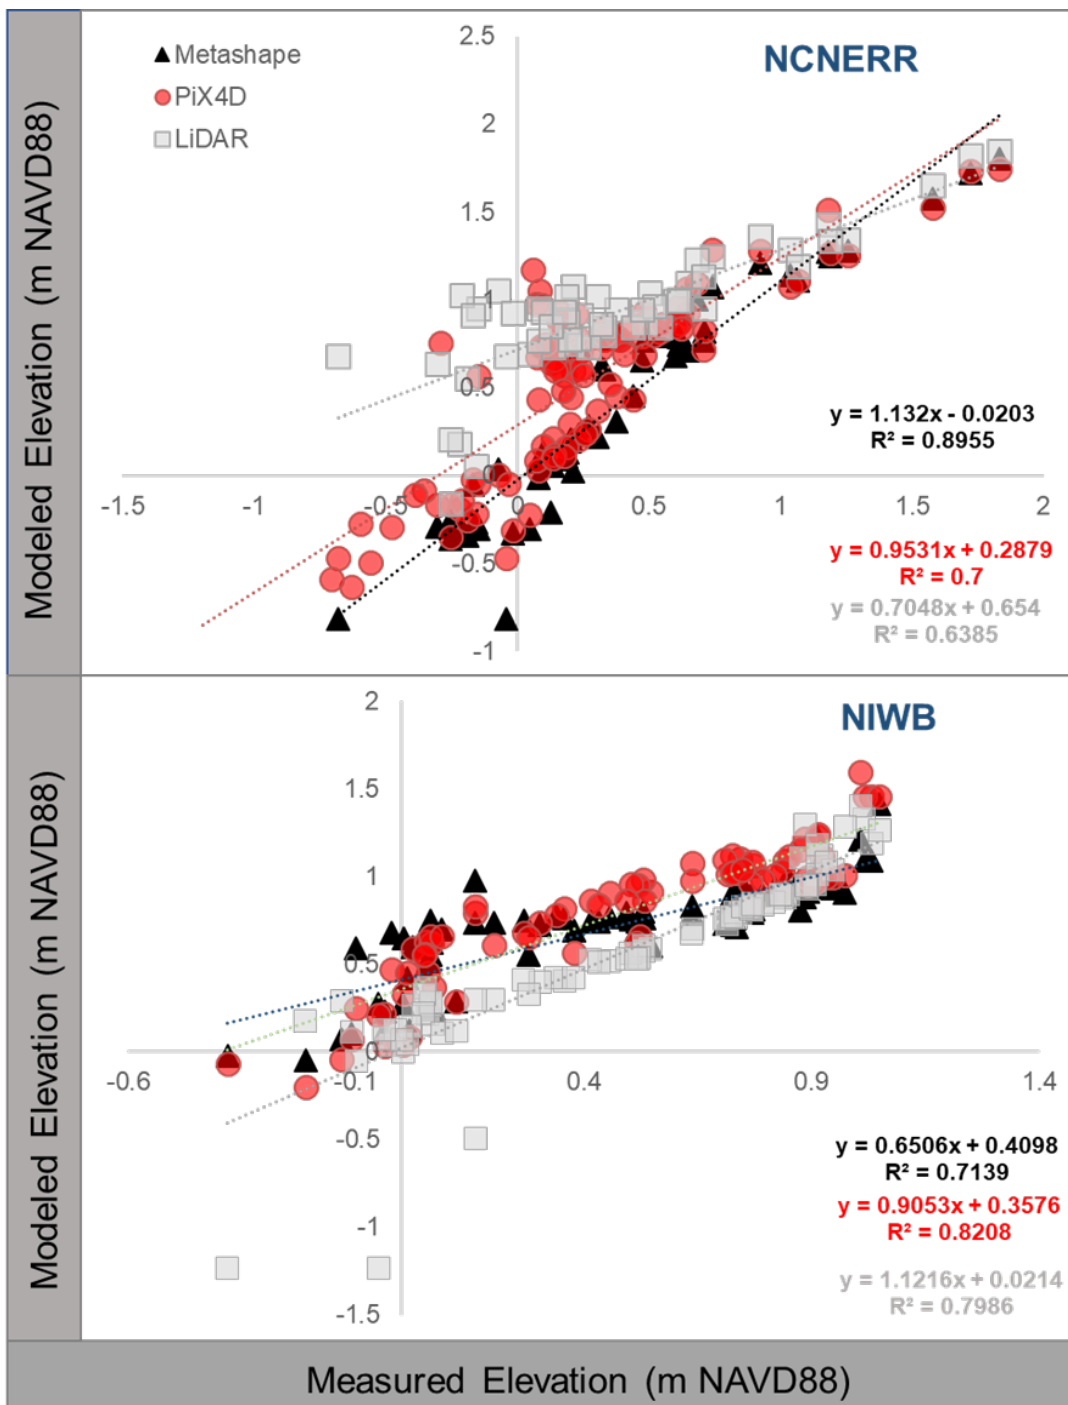 Modeled Elevation (m NAVD88)
NCNERR
Metashape
PiX4D
LiDAR
2.5
2
1.5
1
0.5
0
-0.5
-1
-1.5
-1
-0.5
0
0.5
1
1.5
2
y = 1.132x - 0.0203
R² = 0.8955
y = 0.9531x + 0.2879
R² = 0.7
y = 0.7048x + 0.654
R² = 0.6385
Modeled Elevation (m NAVD88)
NIWB
2
1.5
1
0.5
0
-0.5
-1
-1.5
-0.6
-0.1
0.4
0.9
1.4
y = 0.6506x + 0.4098
R² = 0.7139
y = 0.9053x + 0.3576
R² = 0.8208
y = 1.1216x + 0.0214
R² = 0.7986
Measured Elevation (m NAVD88)